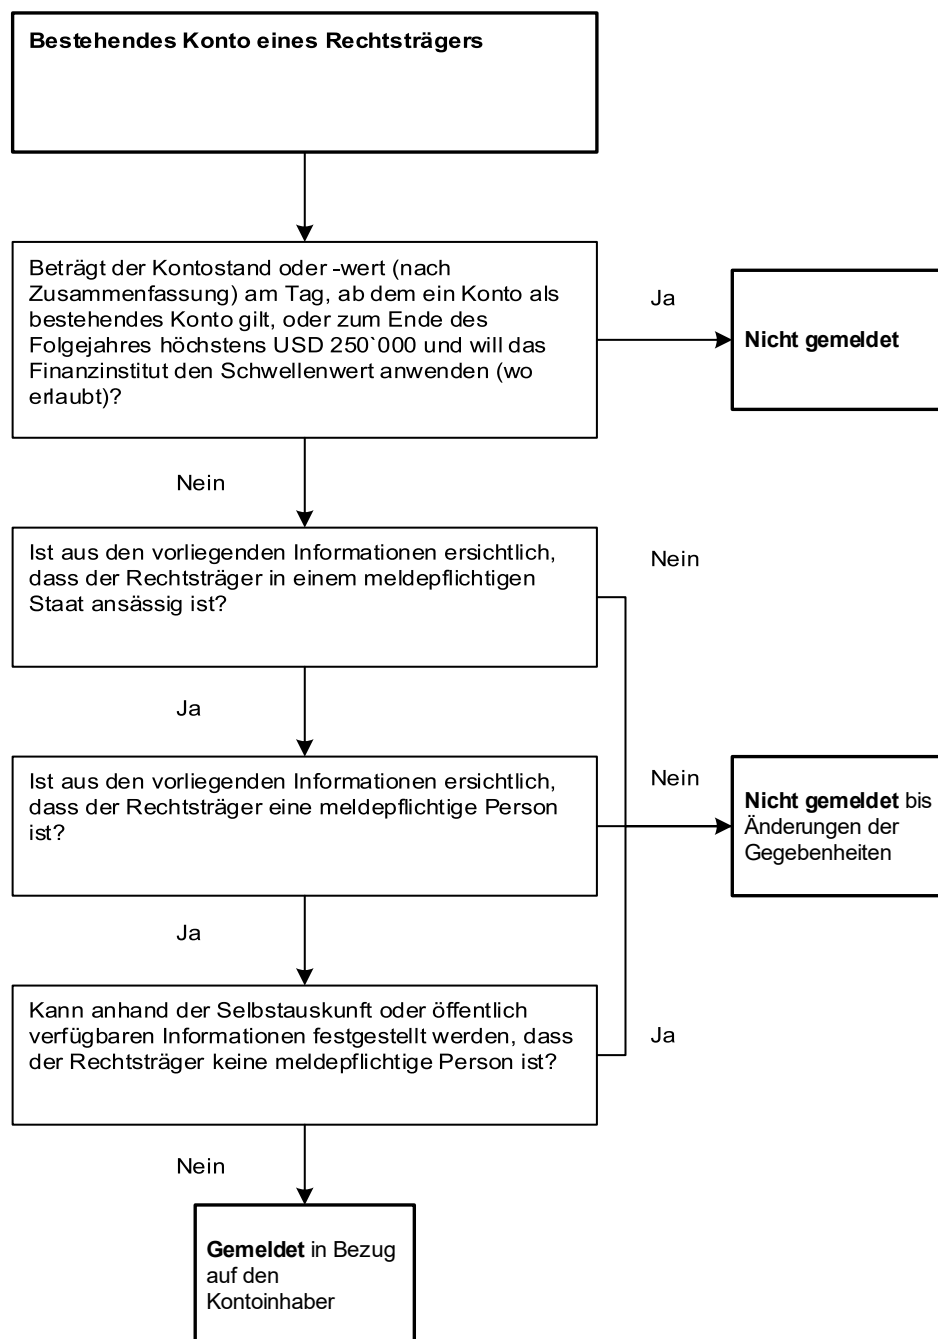 Bestehendes Konto eines Rechtsträgers
Beträgt der Kontostand oder -wert (nach
Zusammenfassung) am Tag, ab dem ein Konto als
bestehendes Konto gilt, oder zum Ende des
Folgejahres höchstens USD 250`000 und will das
Finanzinstitut den Schwellenwert anwenden (wo
erlaubt)?
Ja
Nicht gemeldet
Nein
Ist aus den vorliegenden Informationen ersichtlich,
dass der Rechtsträger in einem meldepflichtigen
Staat ansässig ist?
Nein
Ja
Ist aus den vorliegenden Informationen ersichtlich,
dass der Rechtsträger eine meldepflichtige Person
ist?
Nein
Nicht gemeldet bis
Änderungen der
Gegebenheiten
Ja
Kann anhand der Selbstauskunft oder öffentlich
verfügbaren Informationen festgestellt werden, dass
der Rechtsträger keine meldepflichtige Person ist?
Ja
Nein
Gemeldet in Bezug
auf den
Kontoinhaber